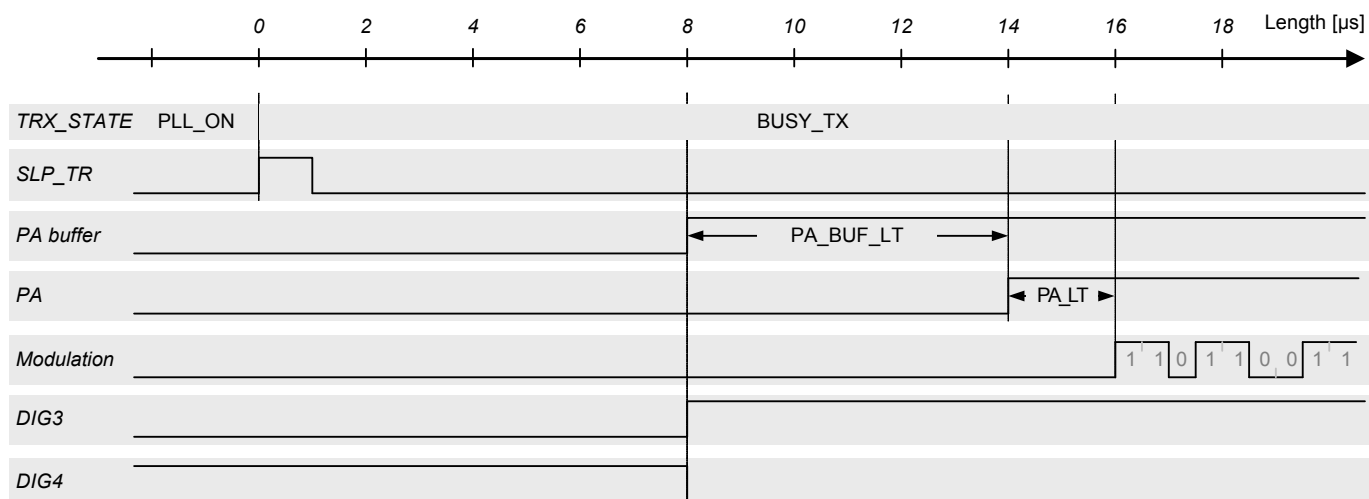 0 2 4 6 8 10 12 14 16 18 Length [µs]
TRX_STATE PLL_ON BUSY_TX
SLP_TR
PA buffer PA_BUF_LT
PA PA_LT
Modulation 1 1 0 1 1 0 0 1 1
DIG3
DIG4